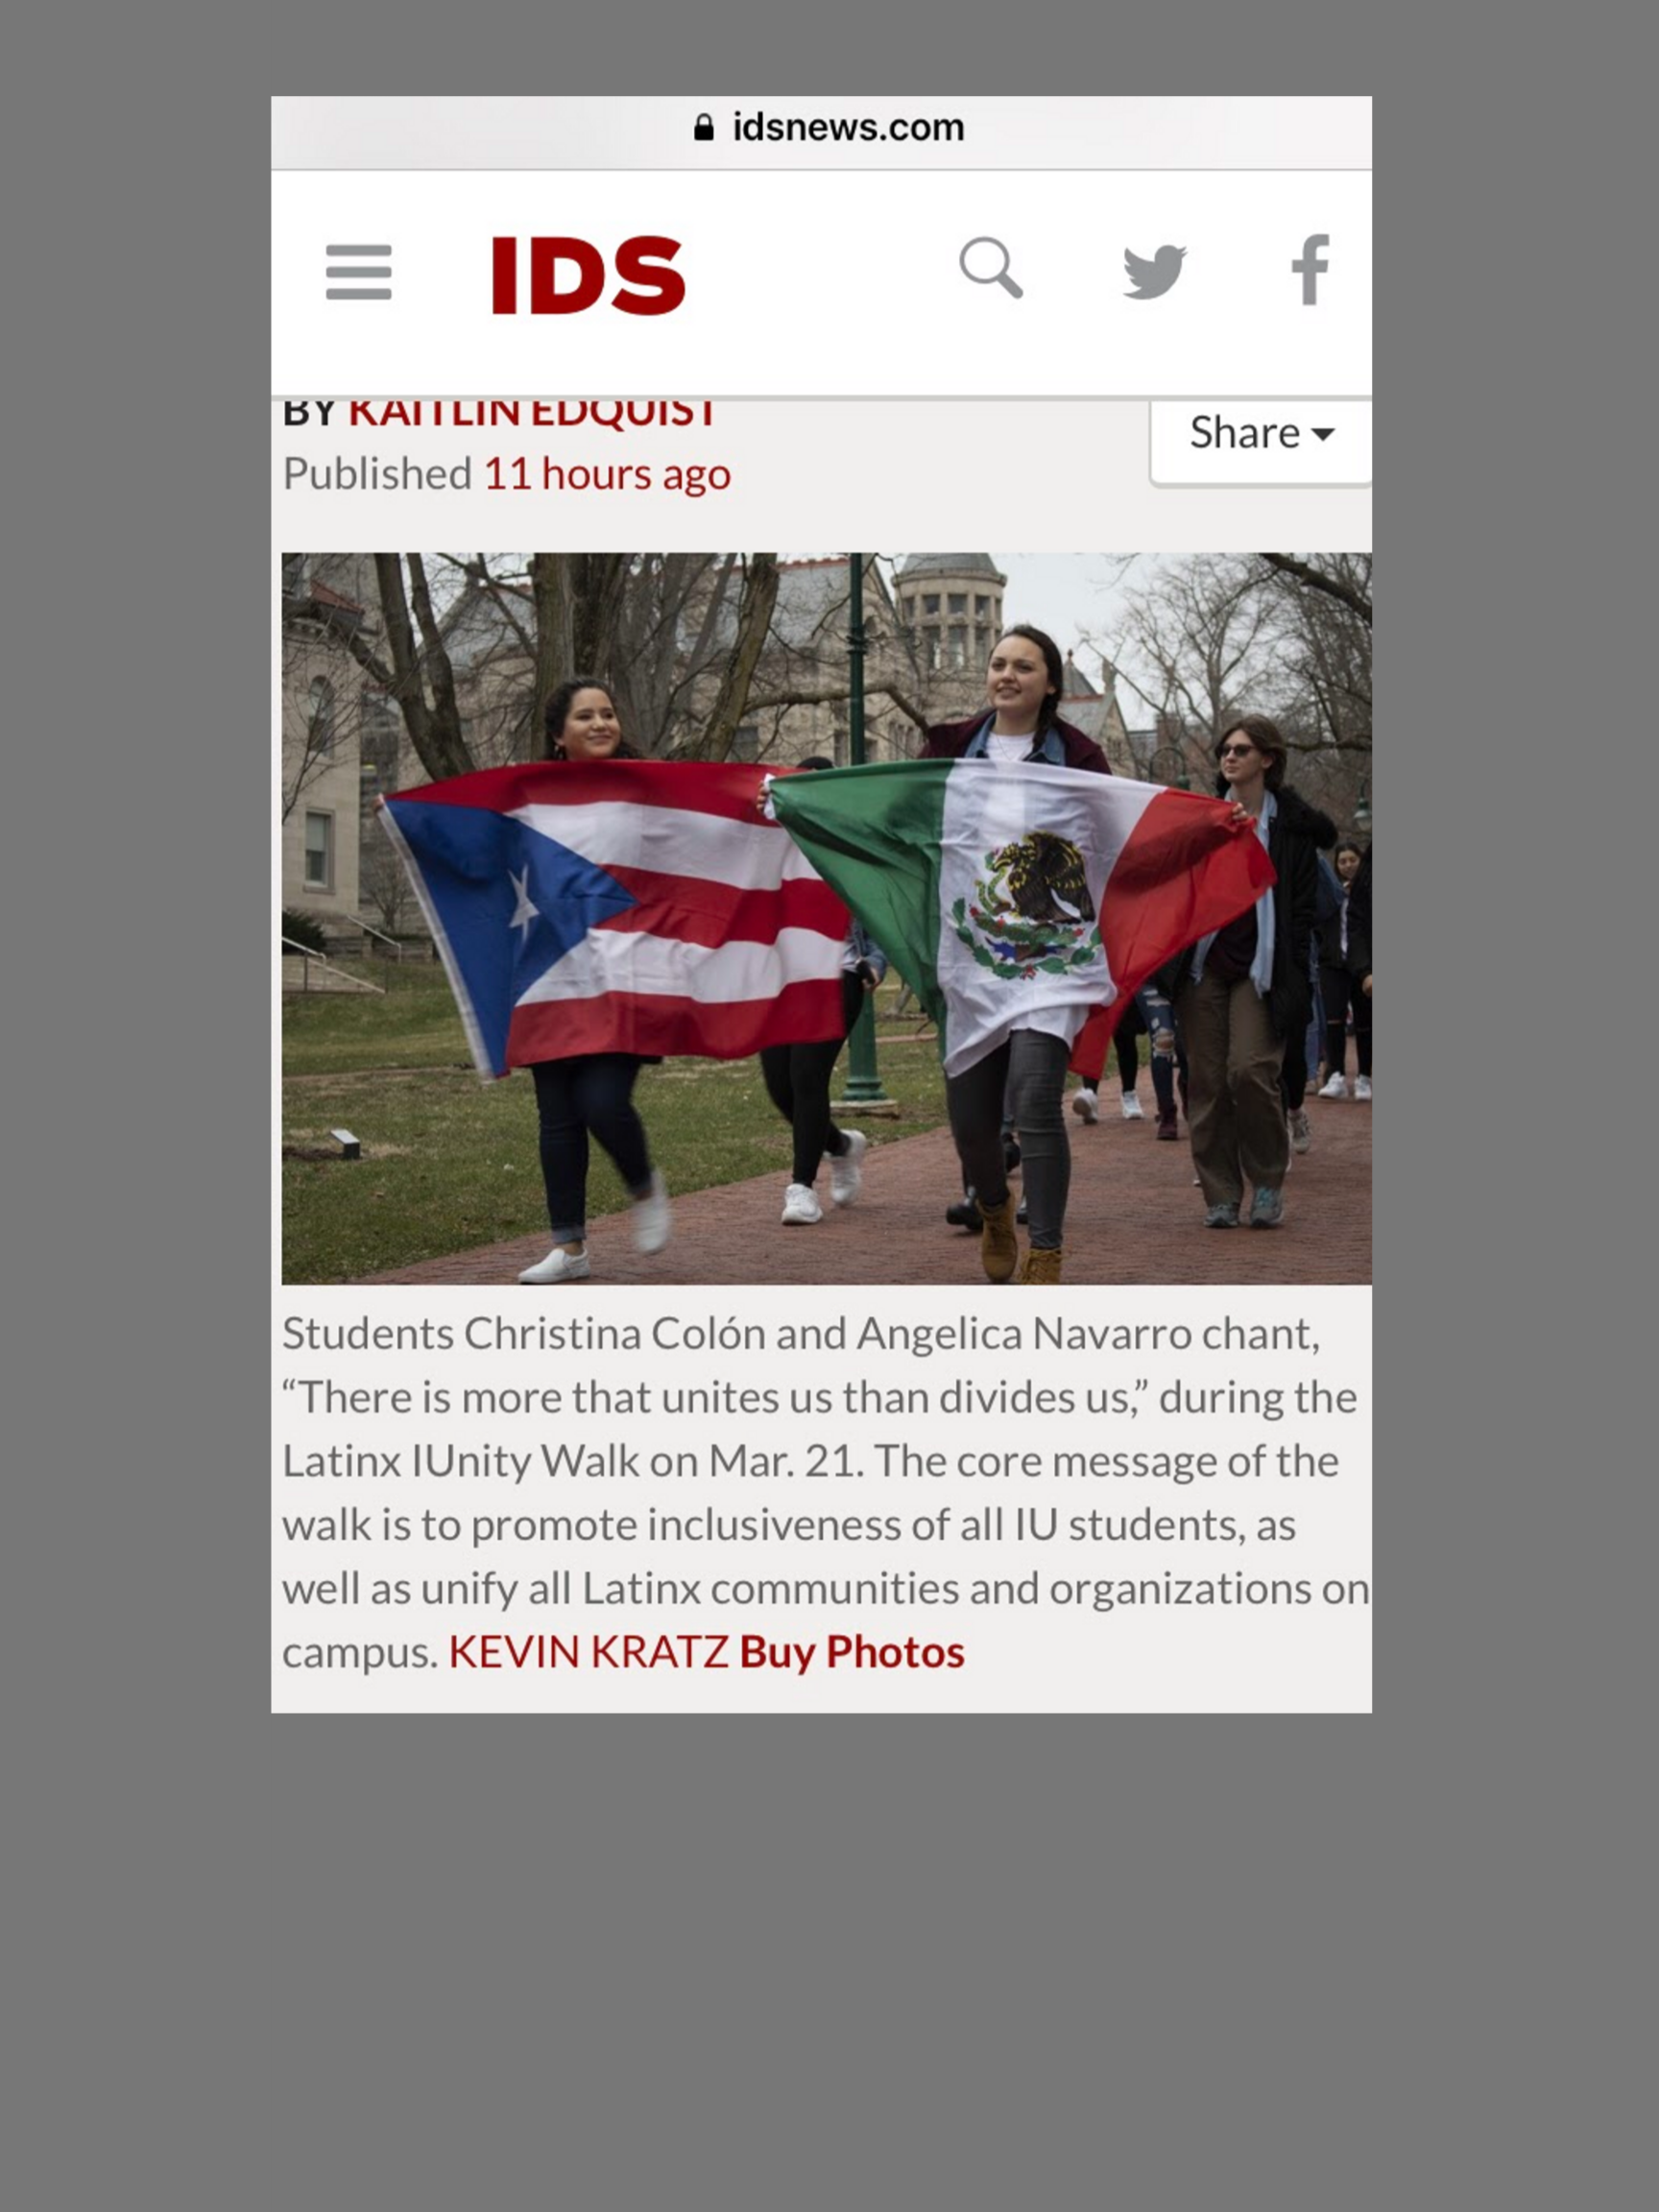 idsnews.com
IDS
BY KAITLIN EDQUIST
Share
Published 11 hours ago
Students Christina Colón and Angelica Navarro chant,
“There is more that unites us than divides us,” during the
Latinx IUnity Walk on Mar. 21. The core message of the
walk is to promote inclusiveness of all IU students, as
well as unify all Latinx communities and organizations on
campus. KEVIN KRATZ Buy Photos